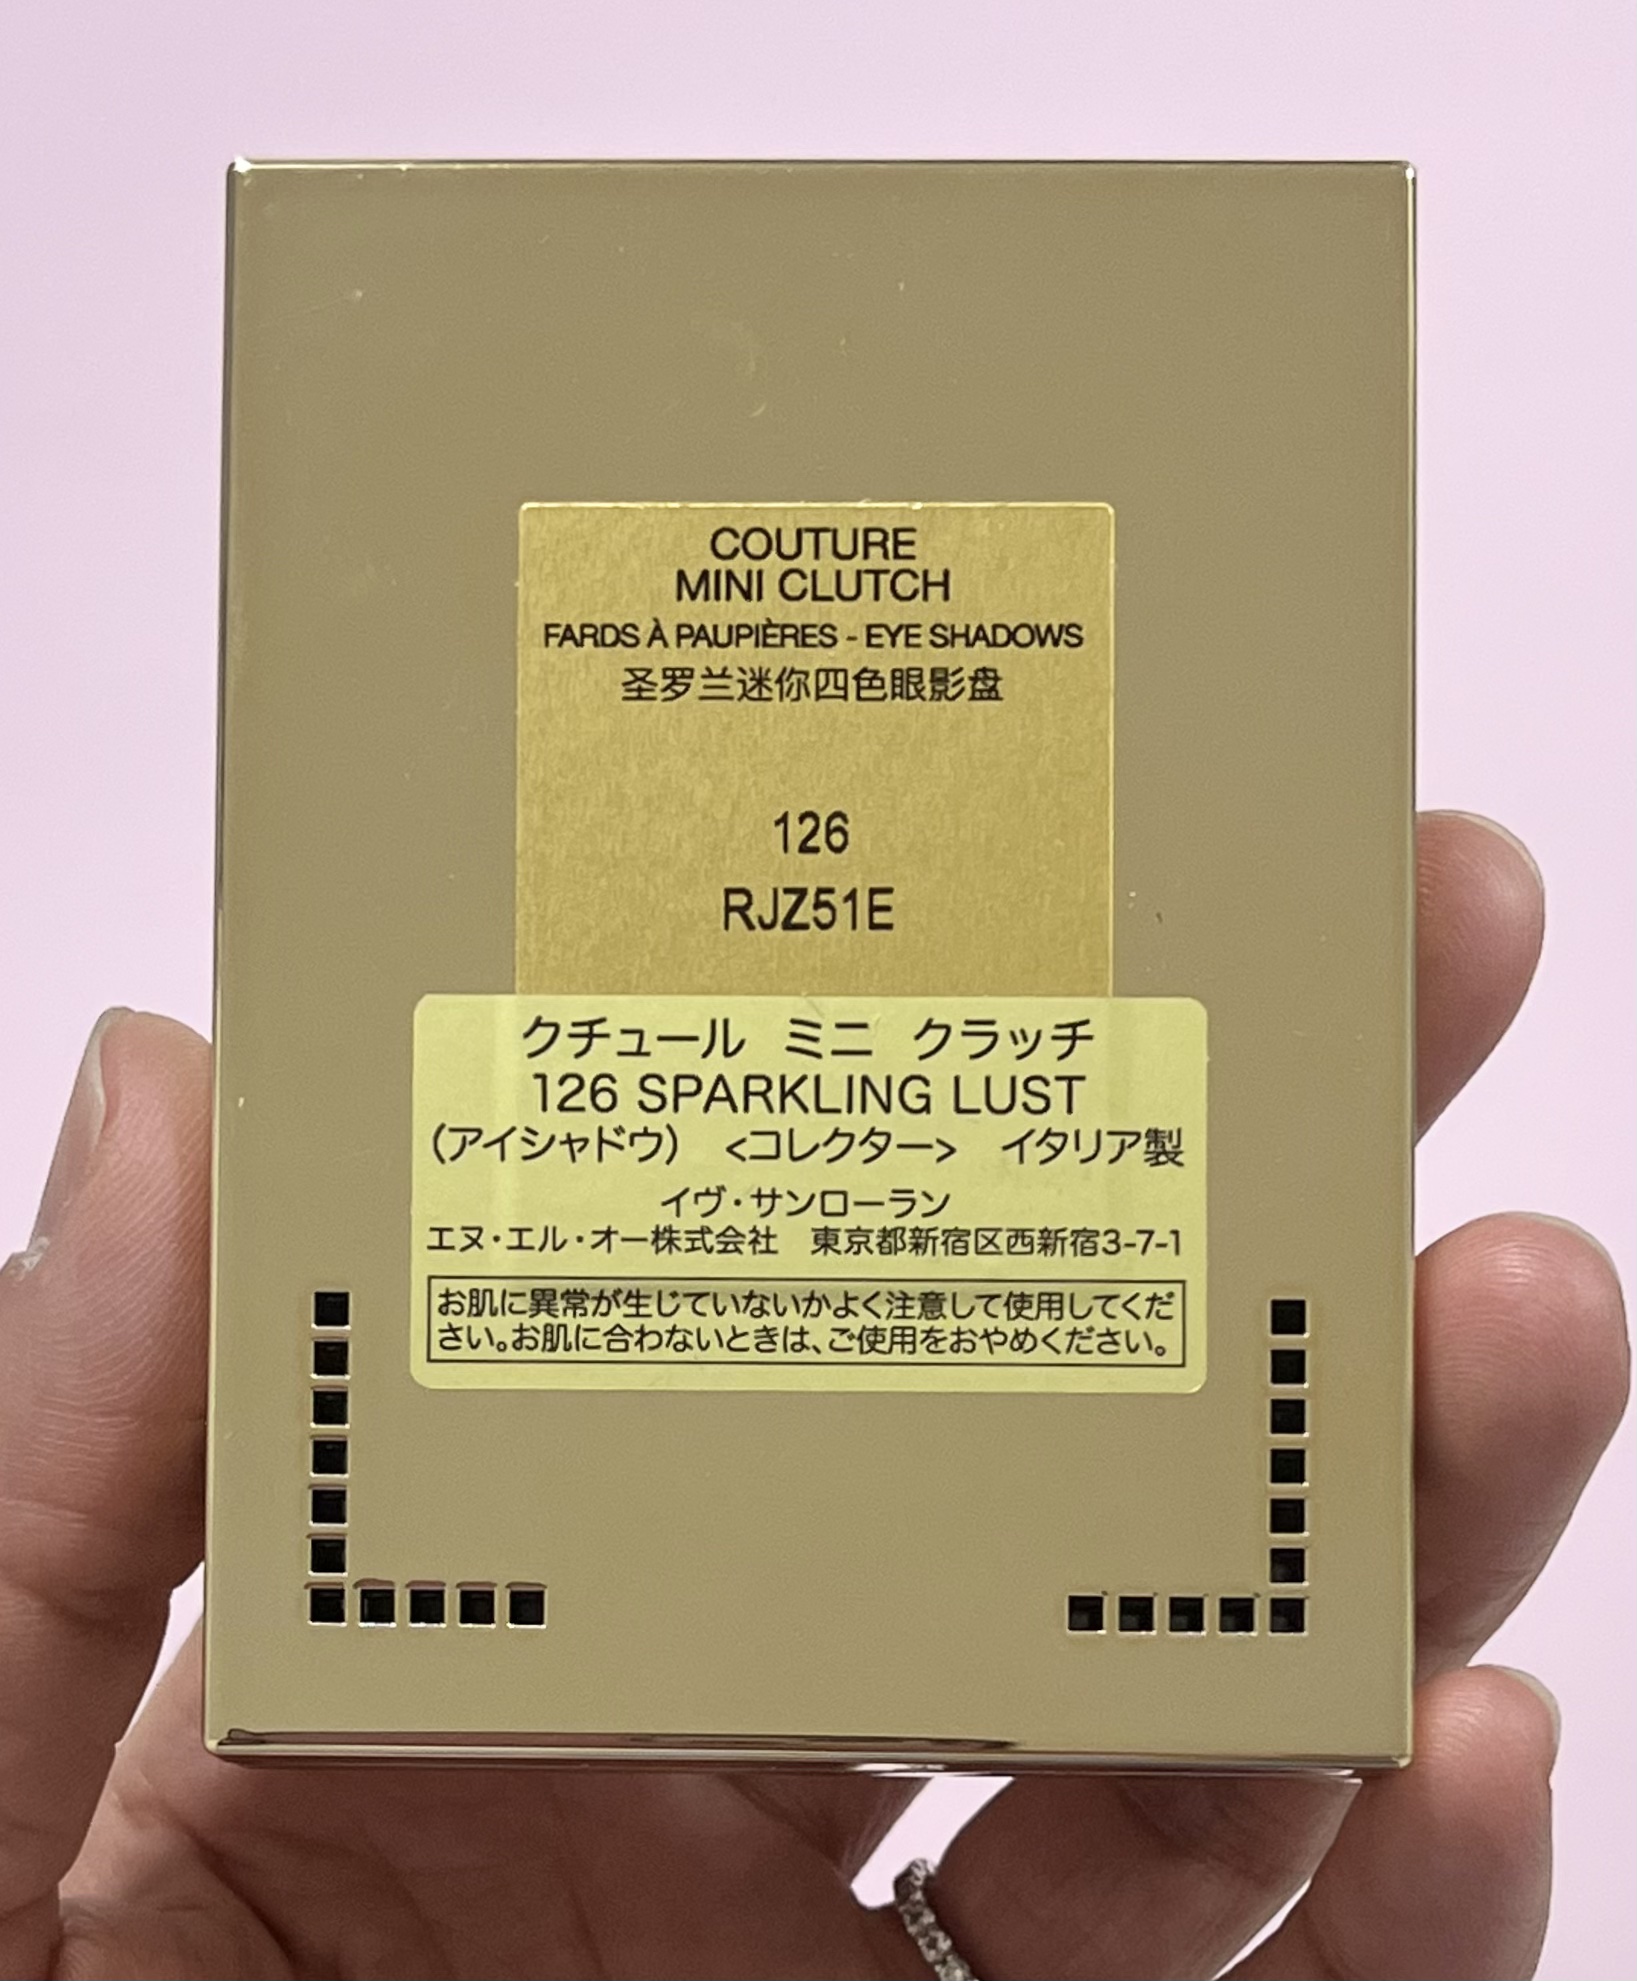 COUTURE
MINI CLUTCH
FARDS À PAUPIÈRES - EYE SHADOWS
圣罗兰迷你四色眼影盘
126
RJZ51E
クチュール ミニ クラッチ
126 SPARKLING LUST
(アイシャドウ) <コレクター> イタリア製
イヴ・サンローラン
エヌ・エル・オー株式会社 東京都新宿区西新宿3-7-1
お肌に異常が生じていないかよく注意して使用してくだ
さい。お肌に合わないときは、ご使用をおやめください。